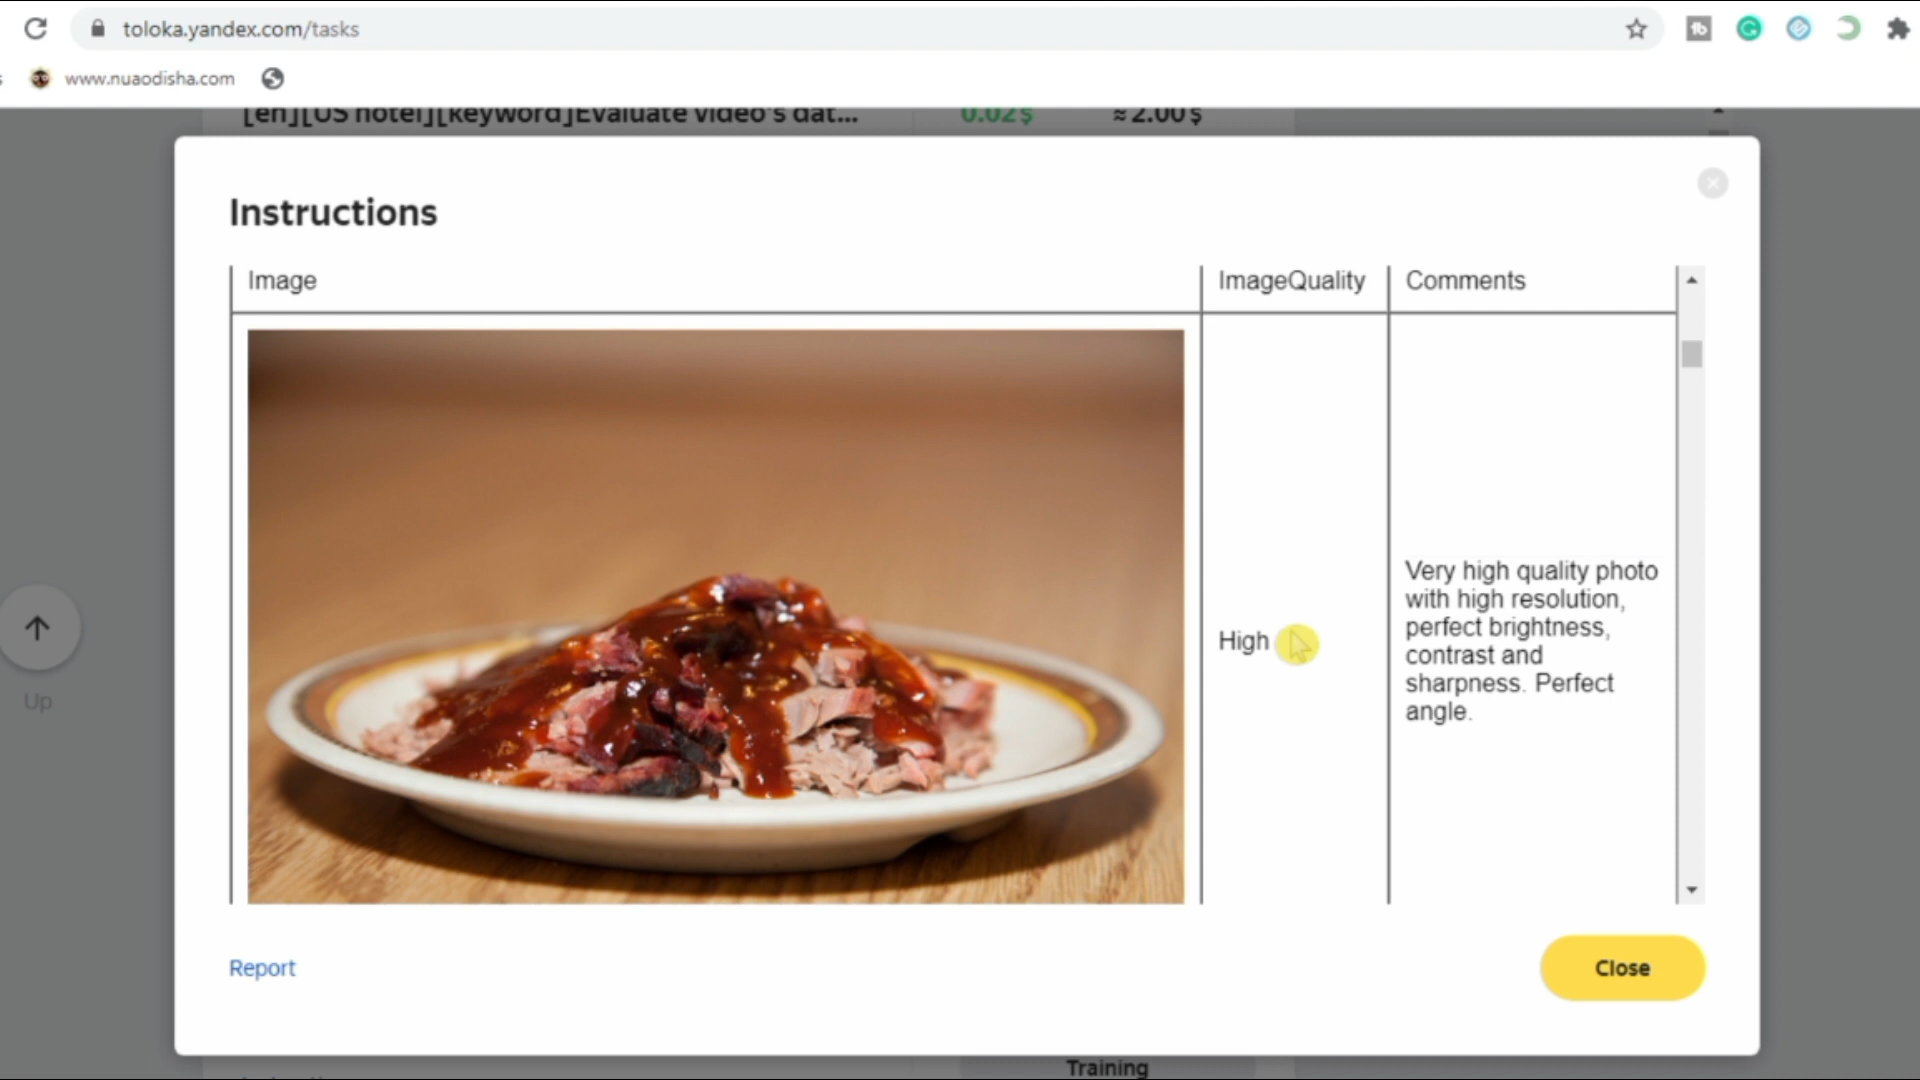 toloka.yandex.com/tasks
www.nuaodisha.com
[en][US hotel][keyword]Evaluate video's dat... 0.02$ ≈2.00$
Instructions
Image ImageQuality Comments
High
Very high quality photo
with high resolution,
perfect brightness,
contrast and
sharpness. Perfect
angle.
Up
Report
Close
Training